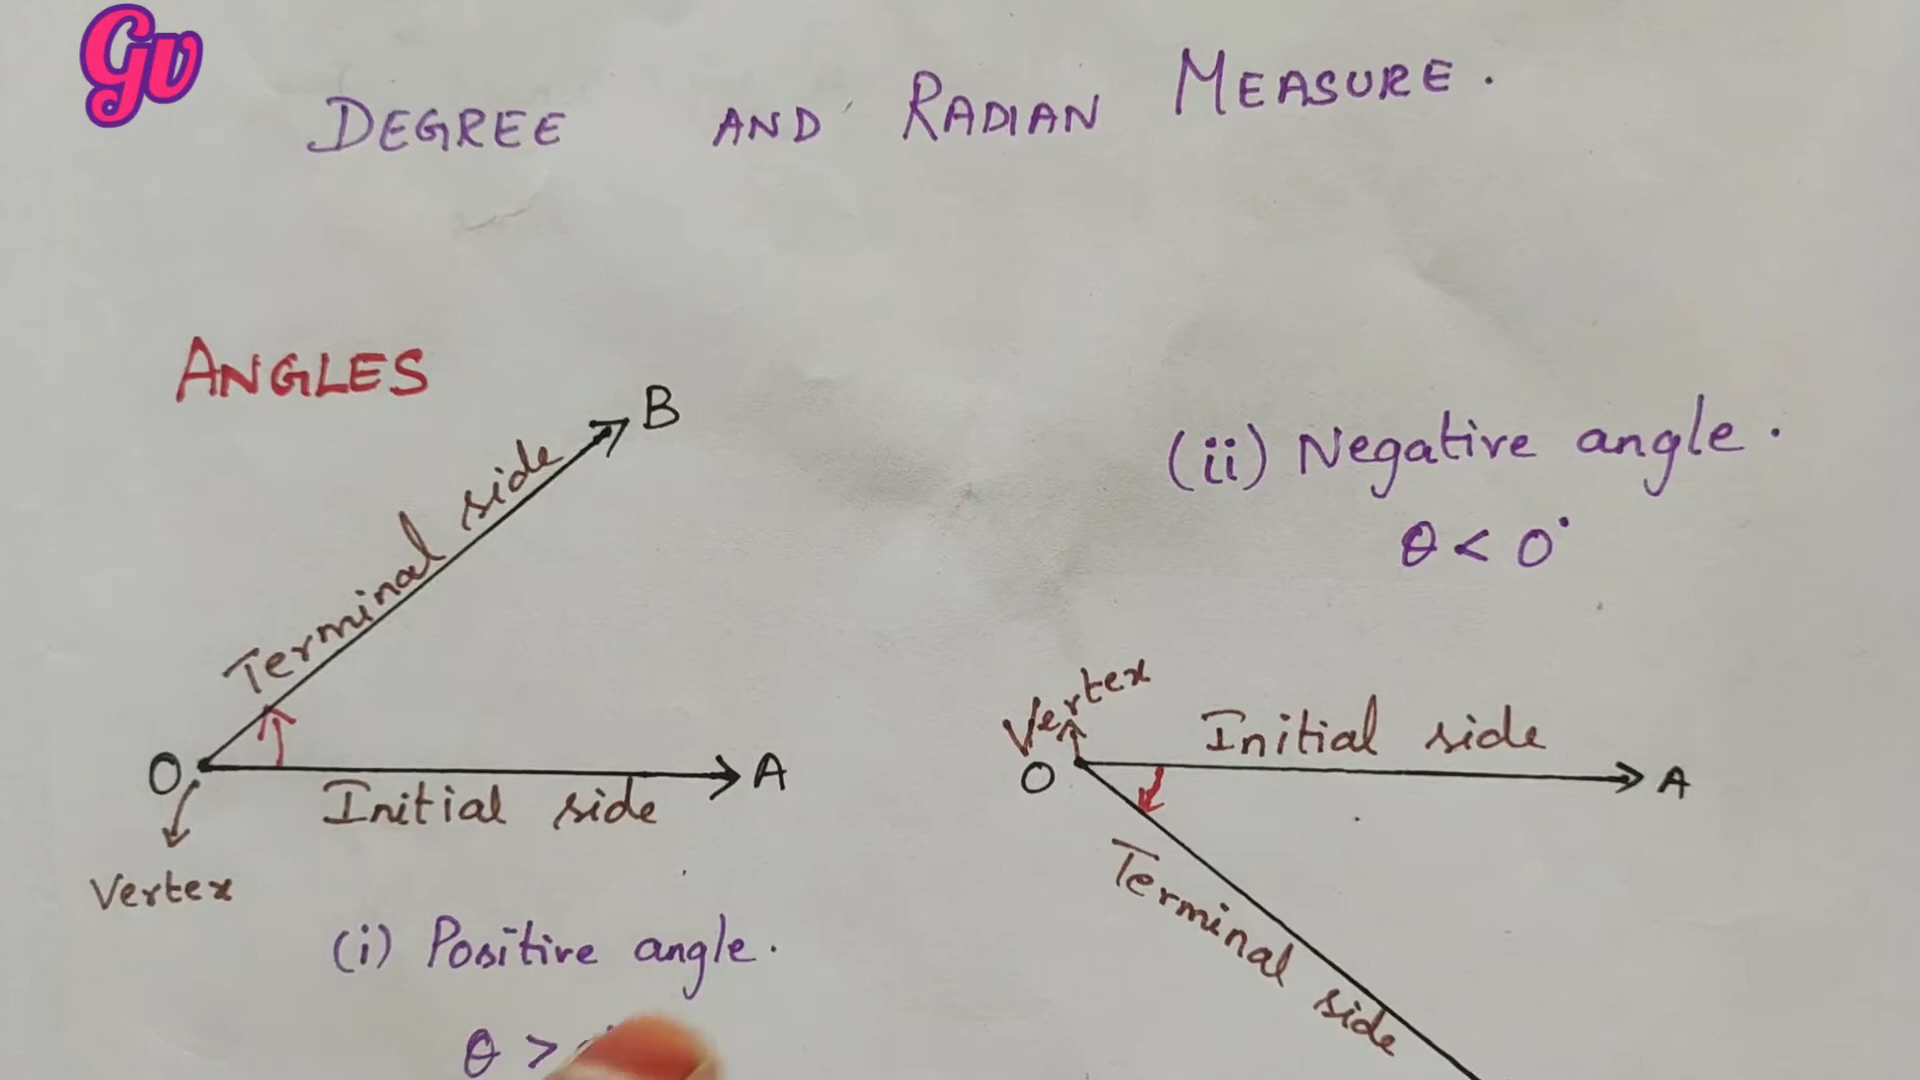 Gv
DEGREE AND RADIAN MEASURE.
ANGLES
B
Terminal side
O
A
Initial side
Vertex
(i) Positive angle.
θ >
(ii) Negative angle.
θ < 0°
Vertex
Initial side
O
A
Terminal side